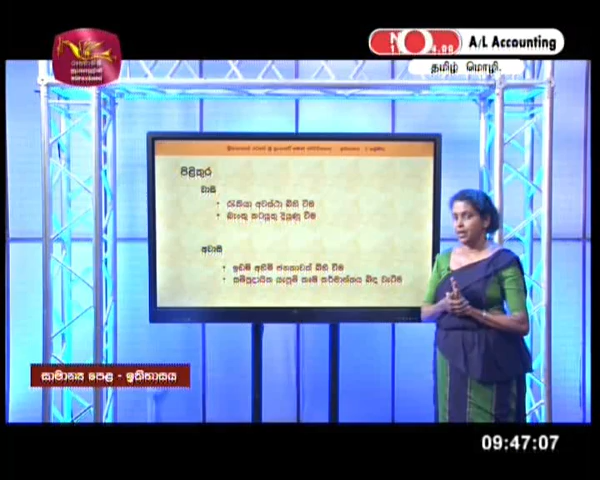 A/L Accounting
தமிழ் மொழி.
පිළිතුර
වාසි
• රැකියා අවස්ථා බිහි වීම
• බැංකු කටයුතු දියුණු වීම
අවාසි
• ඉඩම් අහිමි ජනතාවක් බිහි වීම
• සම්ප්‍රදායික යැපුම් කෘෂි කර්මාන්තය බිඳ වැටීම
සාමාන්‍ය පෙළ - ඉතිහාසය
09:47:07